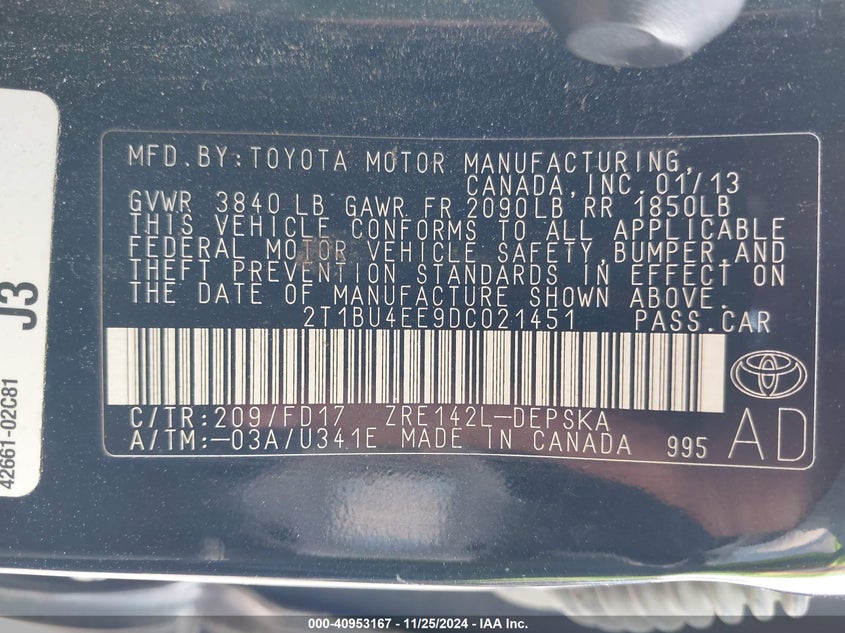 MFD.BY:TOYOTA MOTOR MANUFACTURING,
CANADA,INC.01/13
GVWR 3840 LB GAWR FR 2090LB RR 1850LB
THIS VEHICLE CONFORMS TO ALL APPLICABLE
FEDERAL MOTOR VEHICLE SAFETY,BUMPER,AND
THEFT PREVENTION STANDARDS IN EFFECT ON
THE DATE OF MANUFACTURE SHOWN ABOVE.
2T1BU4EE9DC021451 PASS.CAR
C/TR:209/FD17 ZRE142L-DEPSKA
A/TM:-03A/U341E MADE IN CANADA 995
AD
J3
42661-02C81
000-40953167 - 11/25/2024 - IAA Inc.